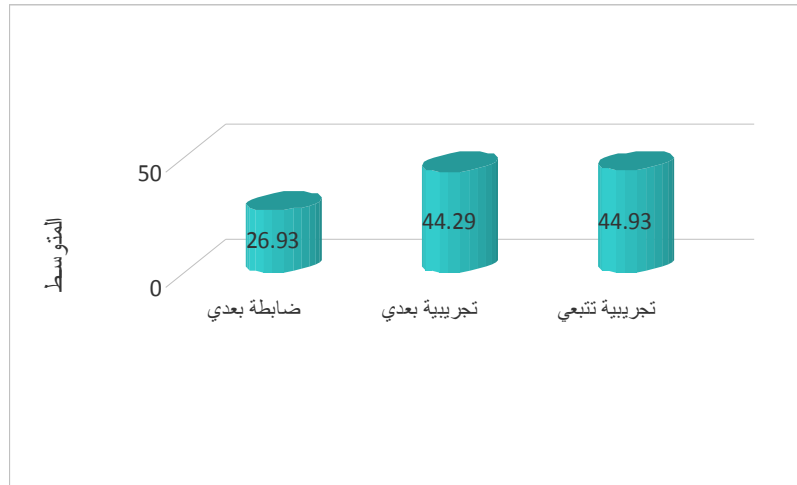 50
0
المتوسط
26.93
44.29
44.93
ضابطة بعدي
تجريبية بعدي
تجريبية تتبعي